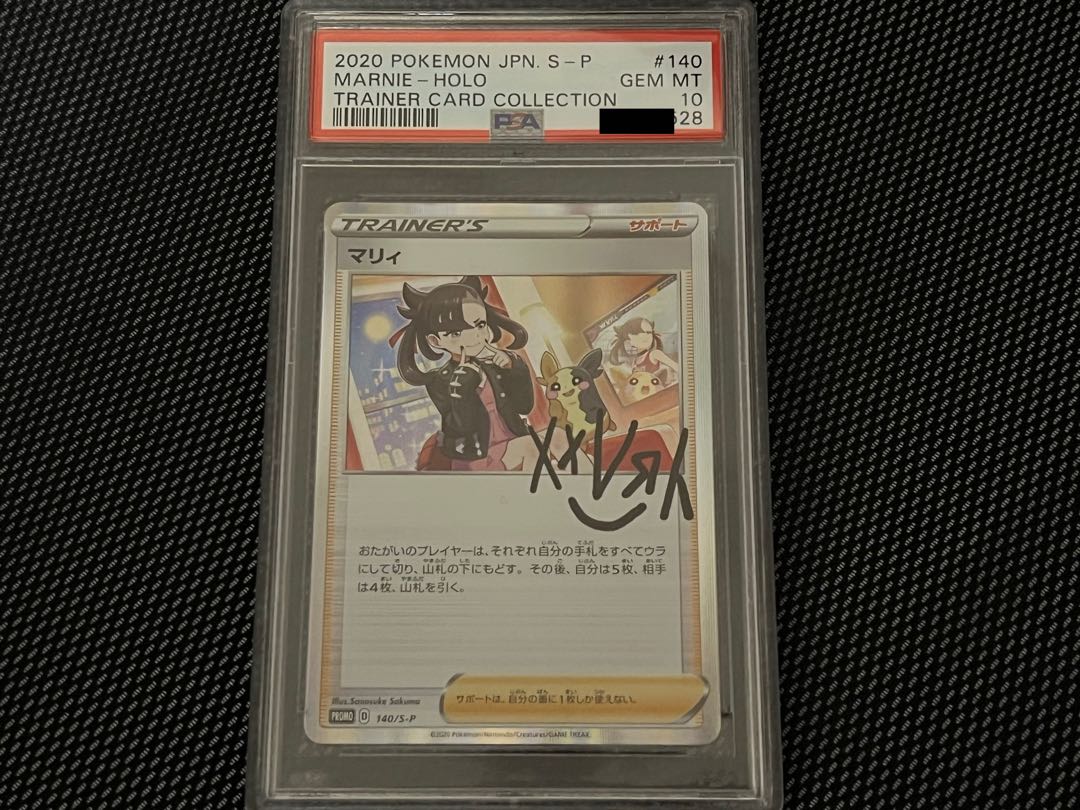 2020 POKEMON JPN. S-P #140
MARNIE-HOLO GEM MT
TRAINER CARD COLLECTION 10
28
PSA
TRAINER'S サポート
マリィ
おたがいのプレイヤーは、それぞれ自分の手札をすべてウラ
にして切り、山札の下にもどす。その後、自分は5枚、相手
は4枚、山札を引く。
Illus. Sanosuke Sakuma
サポートは、自分の番に1枚しか使えない。
PROMO D 140/S-P
©2020 Pokémon/Nintendo/Creatures/GAME FREAK.